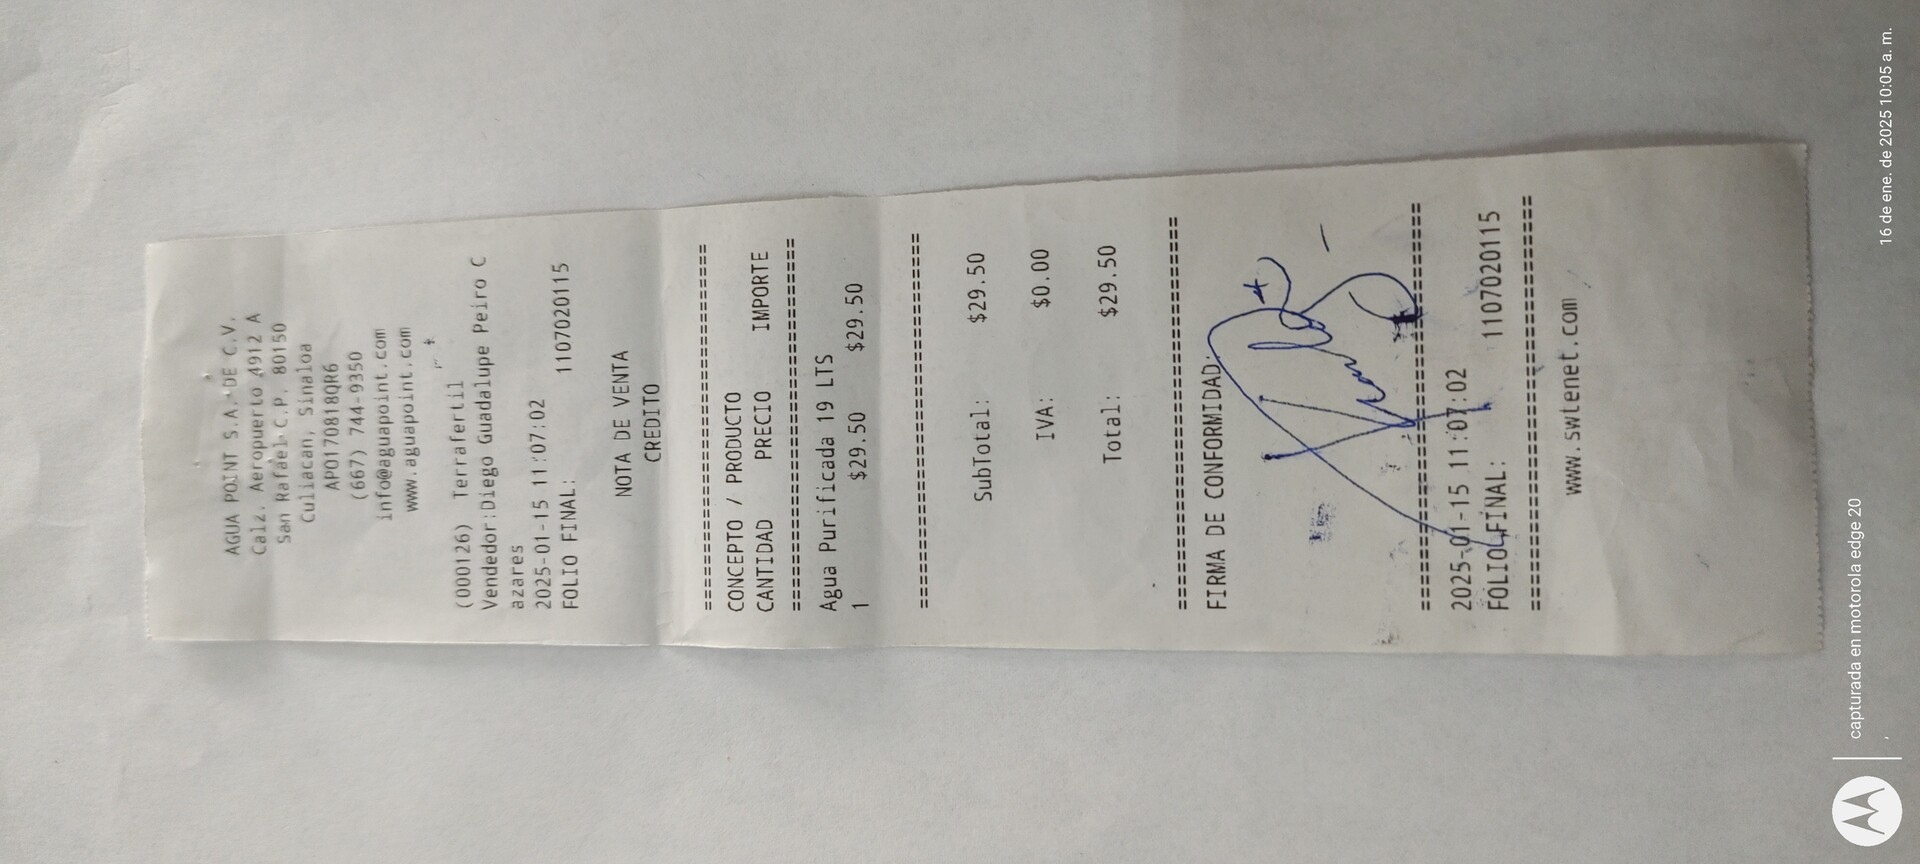 AGUA POINT S.A. DE C.V.
Calz. Aeropuerto 4912 A
San Rafael C.P. 80150
Culiacan, Sinaloa
APO170818QR6
(667) 744-9350
info@aguapoint.com
www.aguapoint.com
(000126) Terrafertil
Vendedor:Diego Guadalupe Peiro C
azares
2025-01-15 11:07:02
FOLIO FINAL: 1107020115
NOTA DE VENTA
CREDITO
================================
CONCEPTO / PRODUCTO
CANTIDAD PRECIO IMPORTE
================================
Agua Purificada 19 LTS
1 $29.50 $29.50
================================
SubTotal: $29.50
IVA: $0.00
Total: $29.50
================================
FIRMA DE CONFORMIDAD:
================================
2025-01-15 11:07:02
FOLIO FINAL: 1107020115
================================
www.swtenet.com
capturada en motorola edge 20
16 de ene. de 2025 10:05 a. m.